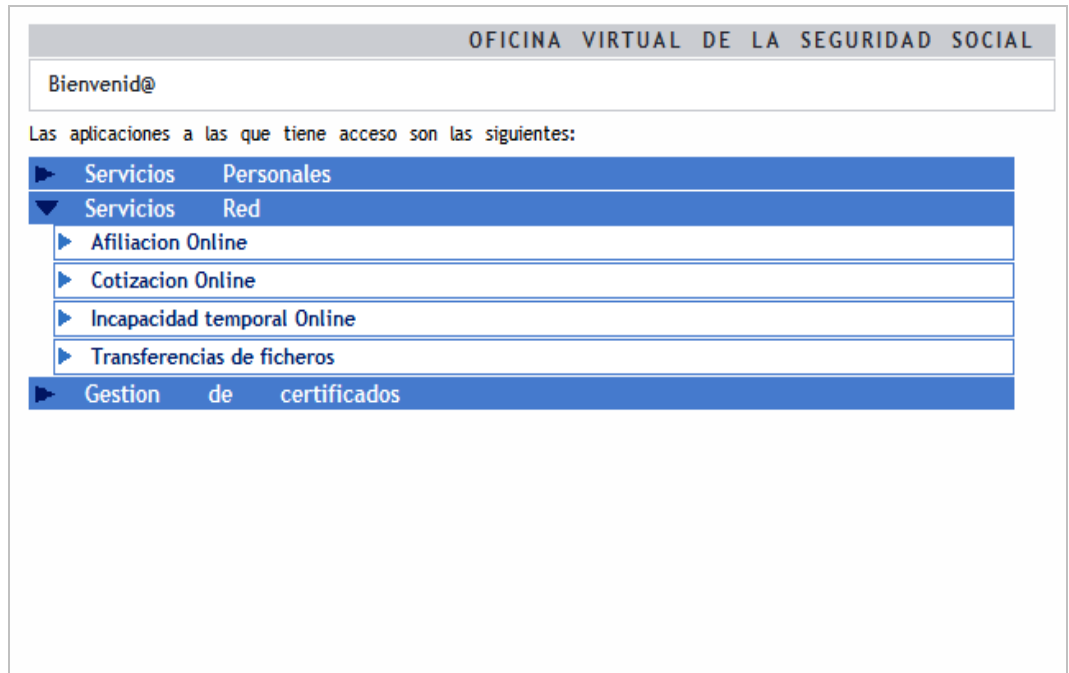 OFICINA VIRTUAL DE LA SEGURIDAD SOCIAL
Bienvenid@
Las aplicaciones a las que tiene acceso son las siguientes:
Servicios Personales
Servicios Red
Afiliacion Online
Cotizacion Online
Incapacidad temporal Online
Transferencias de ficheros
Gestion de certificados